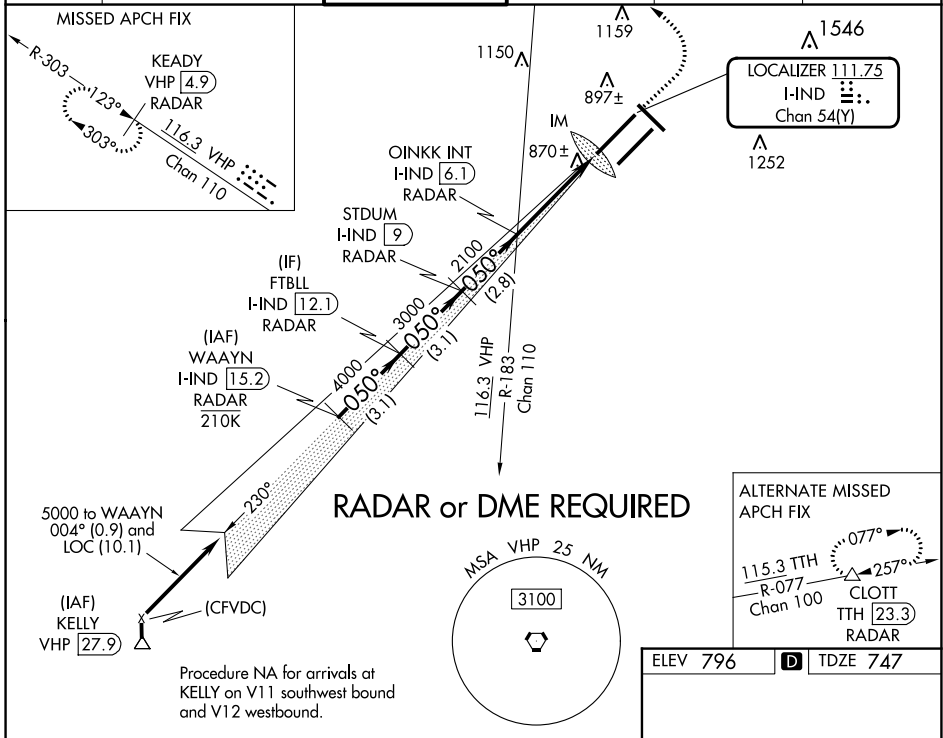 MISSED APCH FIX
R-303
KEADY
VHP 4.9
RADAR
123°
303°
116.3 VHP
Chan 110
1150
1159
1546
897±
LOCALIZER 111.75
I-IND
Chan 54(Y)
1252
IM
870±
OINKK INT
I-IND 6.1
RADAR
STDUM
I-IND 9
RADAR
(IF)
FTBLL
I-IND 12.1
RADAR
(IAF)
WAAYN
I-IND 15.2
RADAR
210K
2100
050°
(2.8)
3000
050°
(3.1)
4000
050°
(3.1)
116.3 VHP
R-183
Chan 110
230°
RADAR or DME REQUIRED
5000 to WAAYN
004° (0.9) and
LOC (10.1)
(IAF)
KELLY
VHP 27.9
(CFVDC)
MSA VHP 25 NM
3100
ALTERNATE MISSED
APCH FIX
077°
257°
115.3 TTH
R-077
Chan 100
CLOTT
TTH 23.3
RADAR
Procedure NA for arrivals at
KELLY on V11 southwest bound
and V12 westbound.
ELEV 796 D TDZE 747